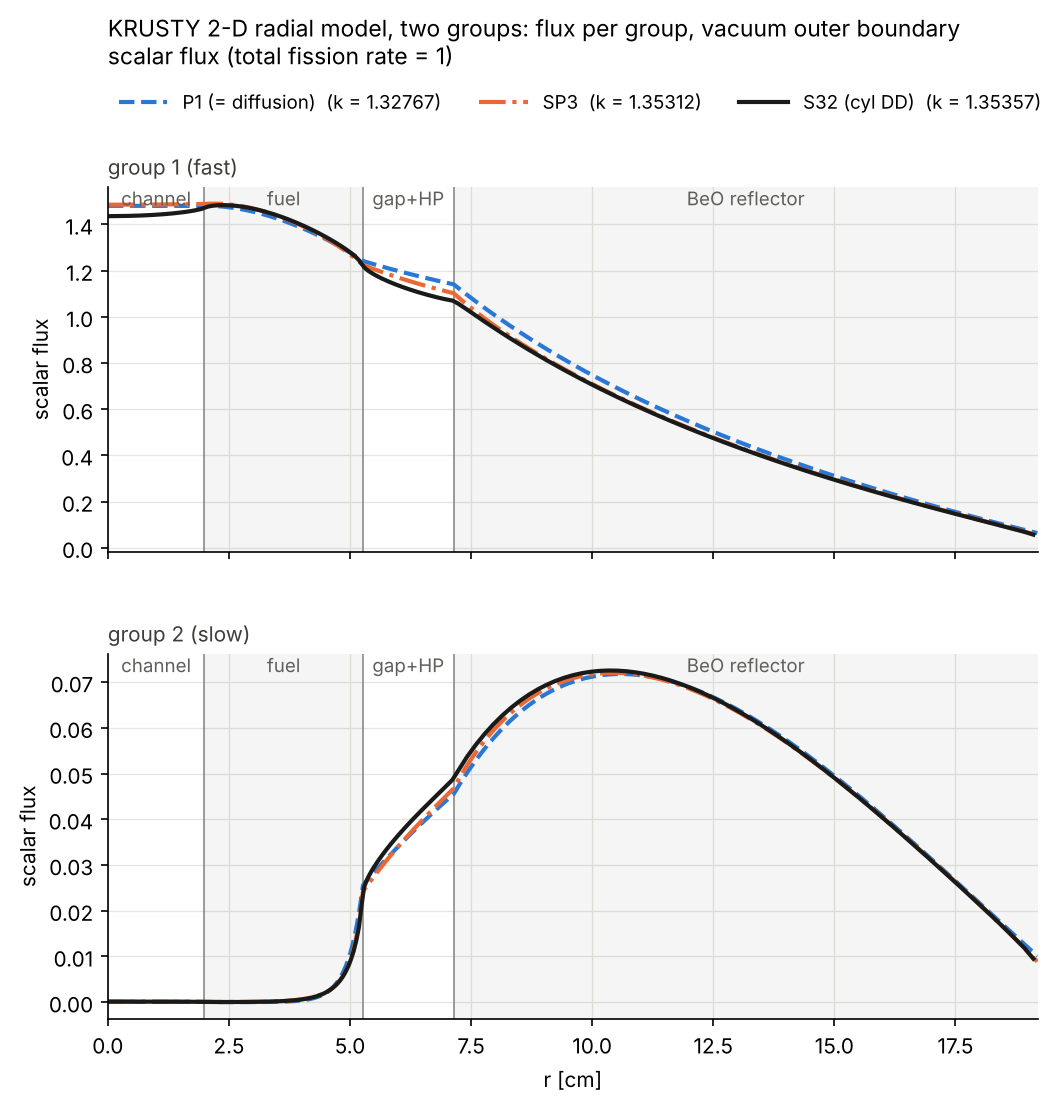 KRUSTY 2-D radial model, two groups: flux per group, vacuum outer boundary
scalar flux (total fission rate = 1)
P1 (= diffusion)  (k = 1.32767)
SP3  (k = 1.35312)
S32 (cyl DD)  (k = 1.35357)
group 1 (fast)
channel
fuel
gap+HP
BeO reflector
1.4
1.2
1.0
0.8
0.6
0.4
0.2
0.0
scalar flux
group 2 (slow)
channel
fuel
gap+HP
BeO reflector
0.07
0.06
0.05
0.04
0.03
0.02
0.01
0.00
scalar flux
0.0
2.5
5.0
7.5
10.0
12.5
15.0
17.5
r [cm]